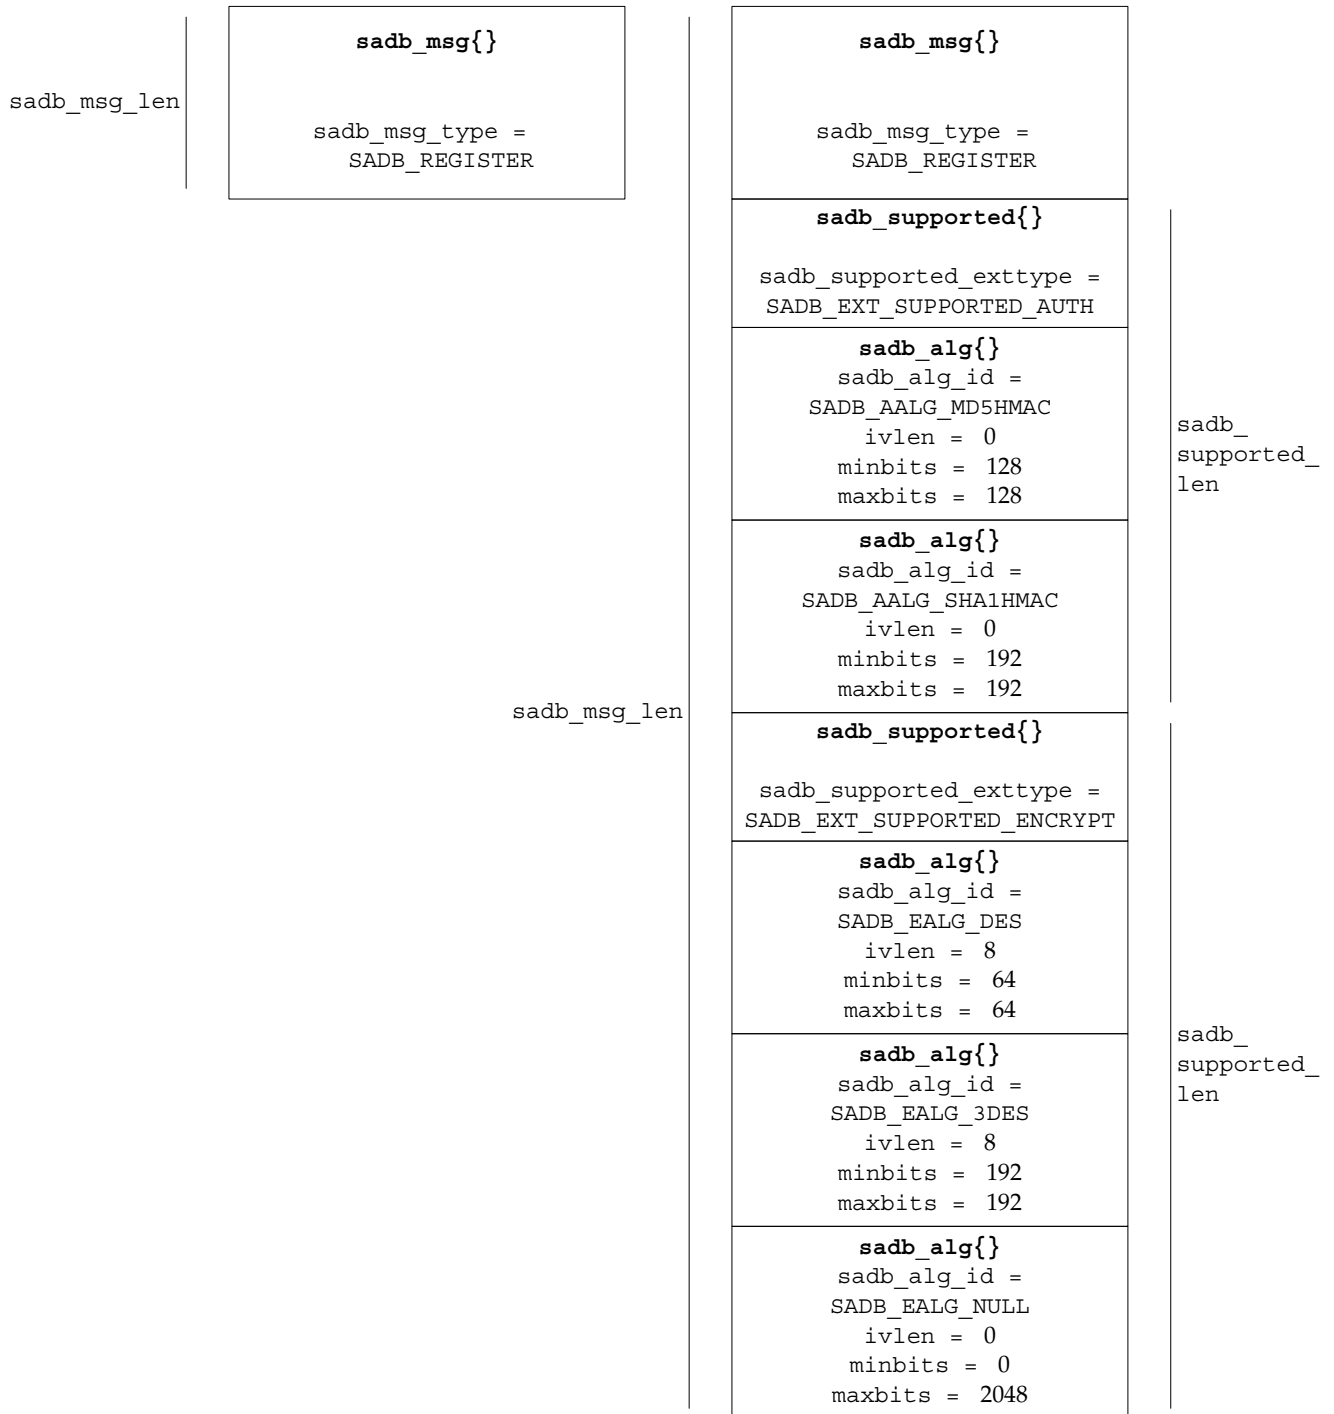 sadb_msg_len
sadb_msg{}
sadb_msg_type =
SADB_REGISTER
sadb_msg_len
sadb_msg{}
sadb_msg_type =
SADB_REGISTER
sadb_supported{}
sadb_supported_exttype =
SADB_EXT_SUPPORTED_AUTH
sadb_alg{}
sadb_alg_id =
SADB_AALG_MD5HMAC
ivlen = 0
minbits = 128
maxbits = 128
sadb_alg{}
sadb_alg_id =
SADB_AALG_SHA1HMAC
ivlen = 0
minbits = 192
maxbits = 192
sadb_
supported_
len
sadb_supported{}
sadb_supported_exttype =
SADB_EXT_SUPPORTED_ENCRYPT
sadb_alg{}
sadb_alg_id =
SADB_EALG_DES
ivlen = 8
minbits = 64
maxbits = 64
sadb_alg{}
sadb_alg_id =
SADB_EALG_3DES
ivlen = 8
minbits = 192
maxbits = 192
sadb_alg{}
sadb_alg_id =
SADB_EALG_NULL
ivlen = 0
minbits = 0
maxbits = 2048
sadb_
supported_
len